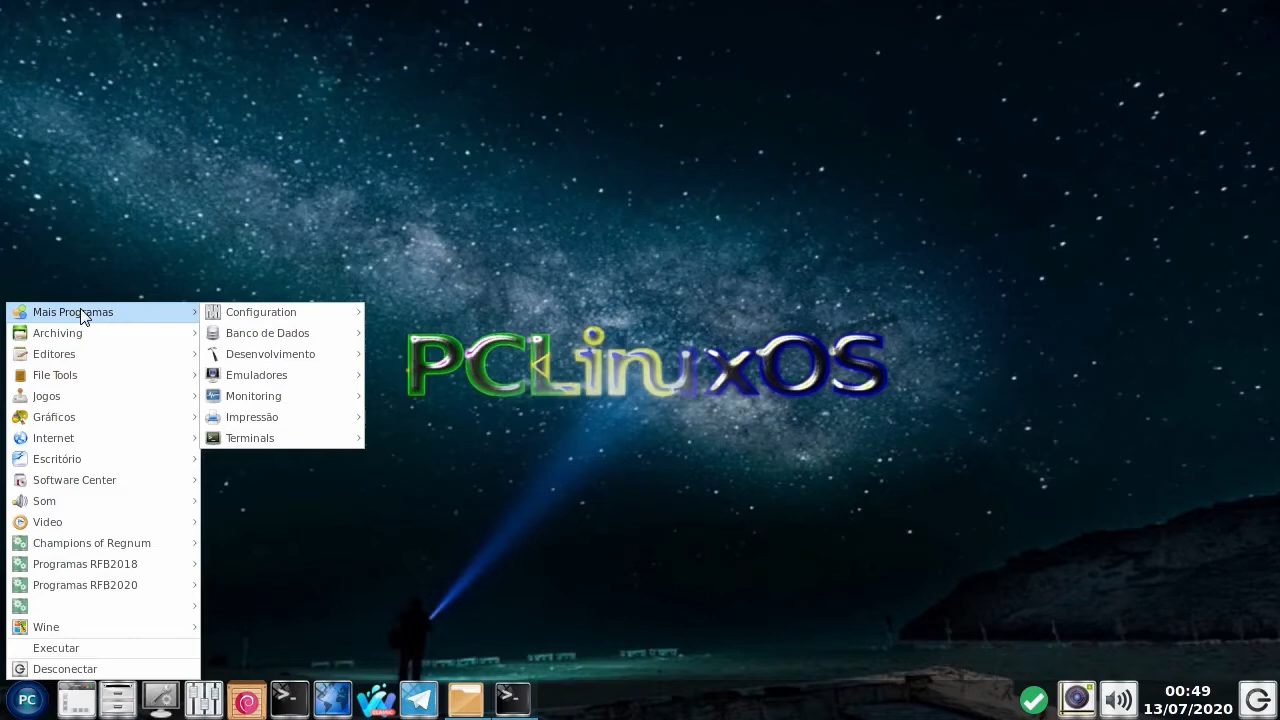 PCLinuxOS
Mais Programas
Archiving
Editores
File Tools
Jogos
Gráficos
Internet
Escritório
Software Center
Som
Video
Champions of Regnum
Programas RFB2018
Programas RFB2020
Wine
Executar
Desconectar
Configuration
Banco de Dados
Desenvolvimento
Emuladores
Monitoring
Impressão
Terminals
PC
CLASSIC
00:49
13/07/2020